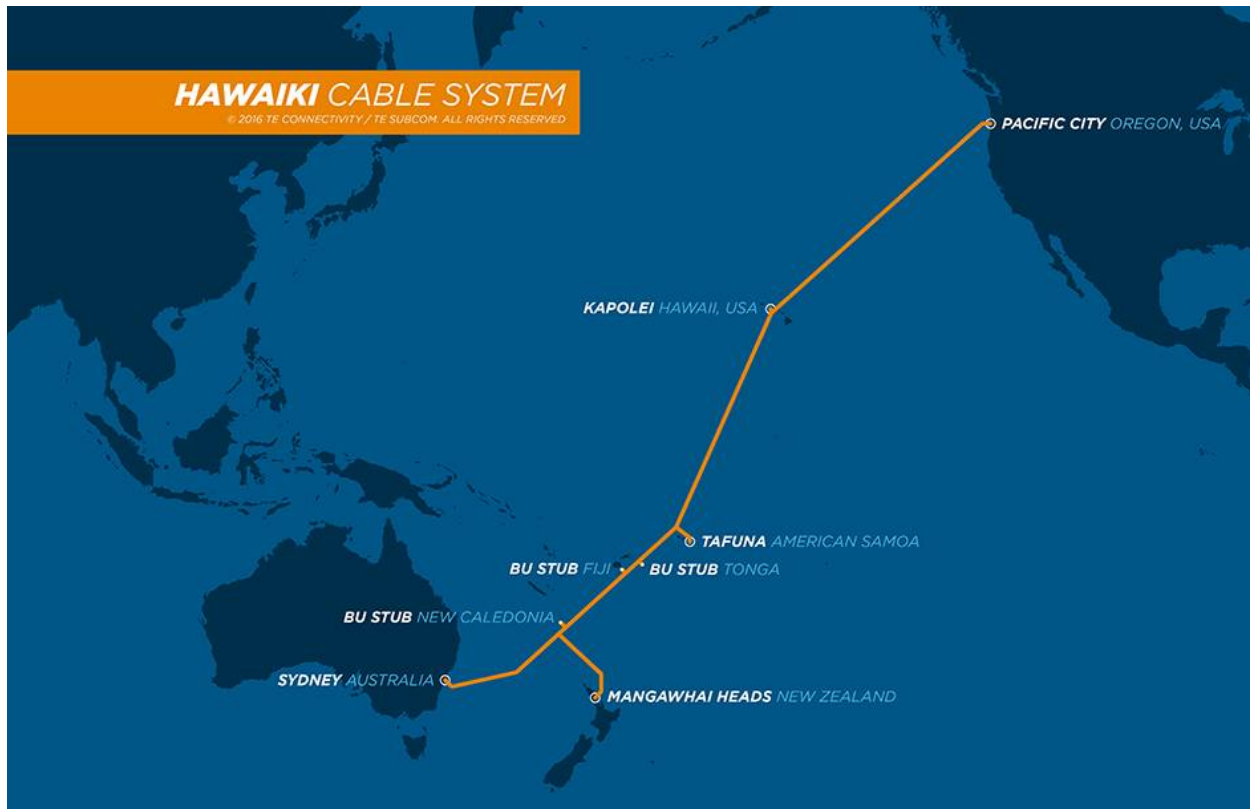 HAWAIKI CABLE SYSTEM
© 2016 TE CONNECTIVITY / TE SUBCOM. ALL RIGHTS RESERVED
PACIFIC CITY OREGON, USA
KAPOLEI HAWAII, USA
TAFUNA AMERICAN SAMOA
BU STUB FIJI
BU STUB TONGA
BU STUB NEW CALEDONIA
SYDNEY AUSTRALIA
MANGAWHAI HEADS NEW ZEALAND